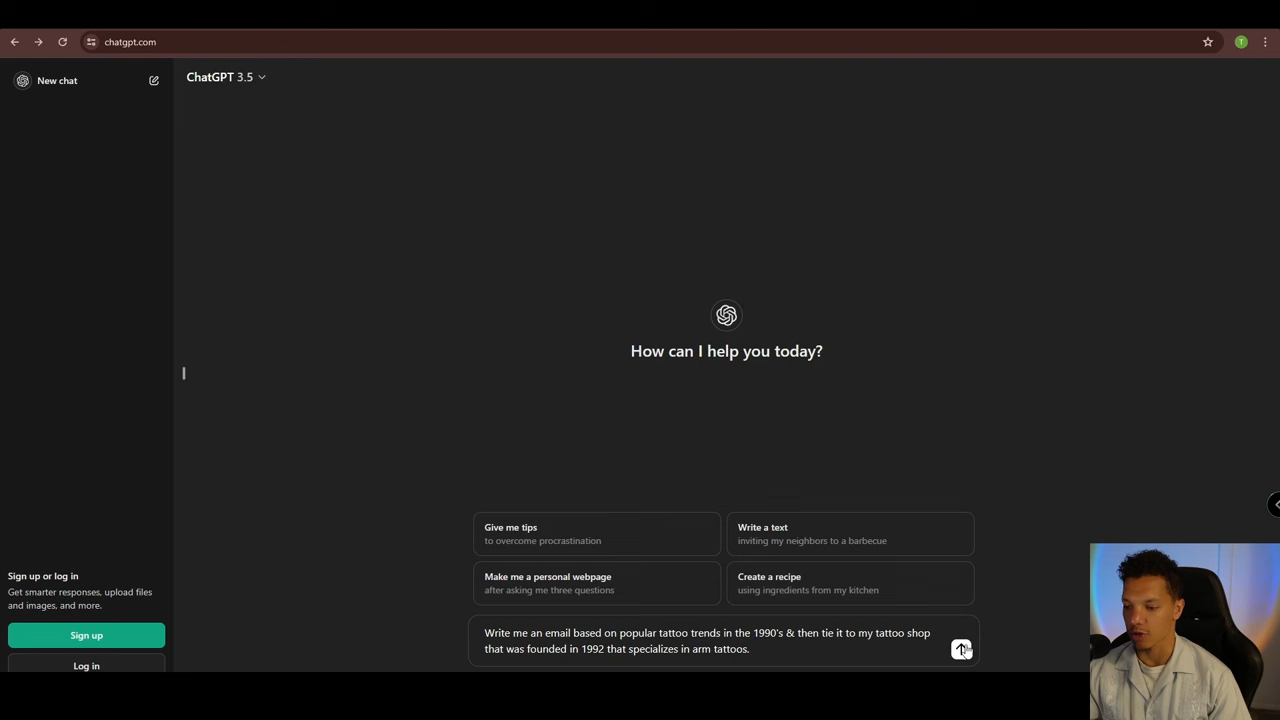 chatgpt.com
T
New chat
ChatGPT 3.5
How can I help you today?
Give me tips
to overcome procrastination
Write a text
inviting my neighbors to a barbecue
Make me a personal webpage
after asking me three questions
Create a recipe
using ingredients from my kitchen
Sign up or log in
Get smarter responses, upload files
and images, and more.
Sign up
Log in
Write me an email based on popular tattoo trends in the 1990's & then tie it to my tattoo shop
that was founded in 1992 that specializes in arm tattoos.